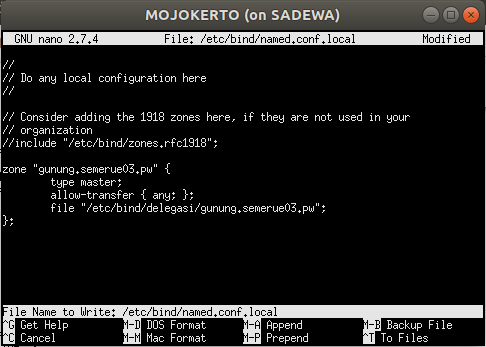 MOJOKERTO (on SADEWA)
GNU nano 2.7.4 File: /etc/bind/named.conf.local Modified
//
// Do any local configuration here
//
// Consider adding the 1918 zones here, if they are not used in your
// organization
//include "/etc/bind/zones.rfc1918";
zone "gunung.semerue03.pw" {
type master;
allow-transfer { any; };
file "/etc/bind/delegasi/gunung.semerue03.pw";
};
File Name to Write: /etc/bind/named.conf.local
^G Get Help M-D DOS Format M-A Append M-B Backup File
^C Cancel M-M Mac Format M-P Prepend ^T To Files